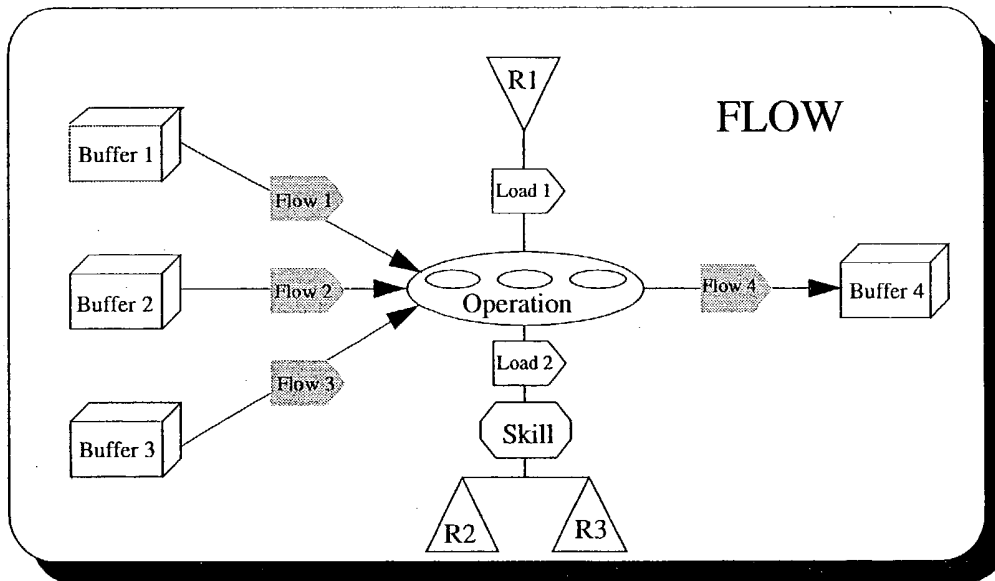 R1
FLOW
Buffer 1
Flow 1
Load 1
Buffer 2
Flow 2
Operation
Flow 4
Buffer 4
Load 2
Flow 3
Buffer 3
Skill
R2
R3